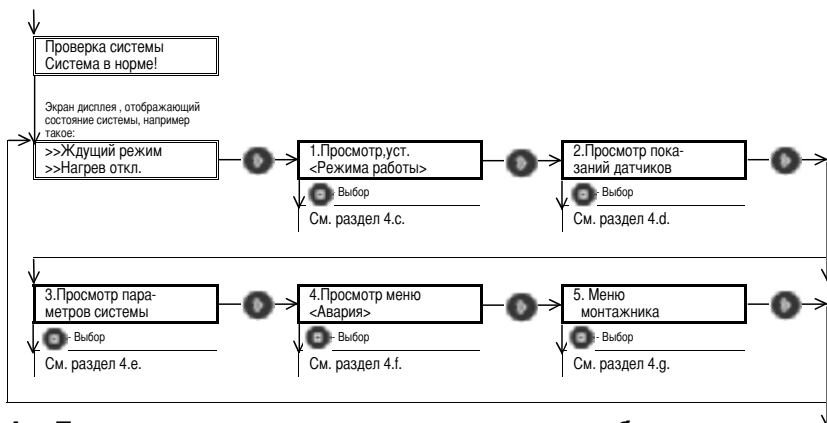 Проверка системы
Система в норме!
Экран дисплея , отображающий
состояние системы, например
такое:
>>Ждущий режим
>>Нагрев откл.
1.Просмотр,уст.
<Режима работы>
- Выбор
См. раздел 4.c.
2.Просмотр пока-
заний датчиков
- Выбор
См. раздел 4.d.
3.Просмотр пара-
метров системы
- Выбор
См. раздел 4.e.
4.Просмотр меню
<Авария>
- Выбор
См. раздел 4.f.
5. Меню
монтажника
- Выбор
См. раздел 4.g.